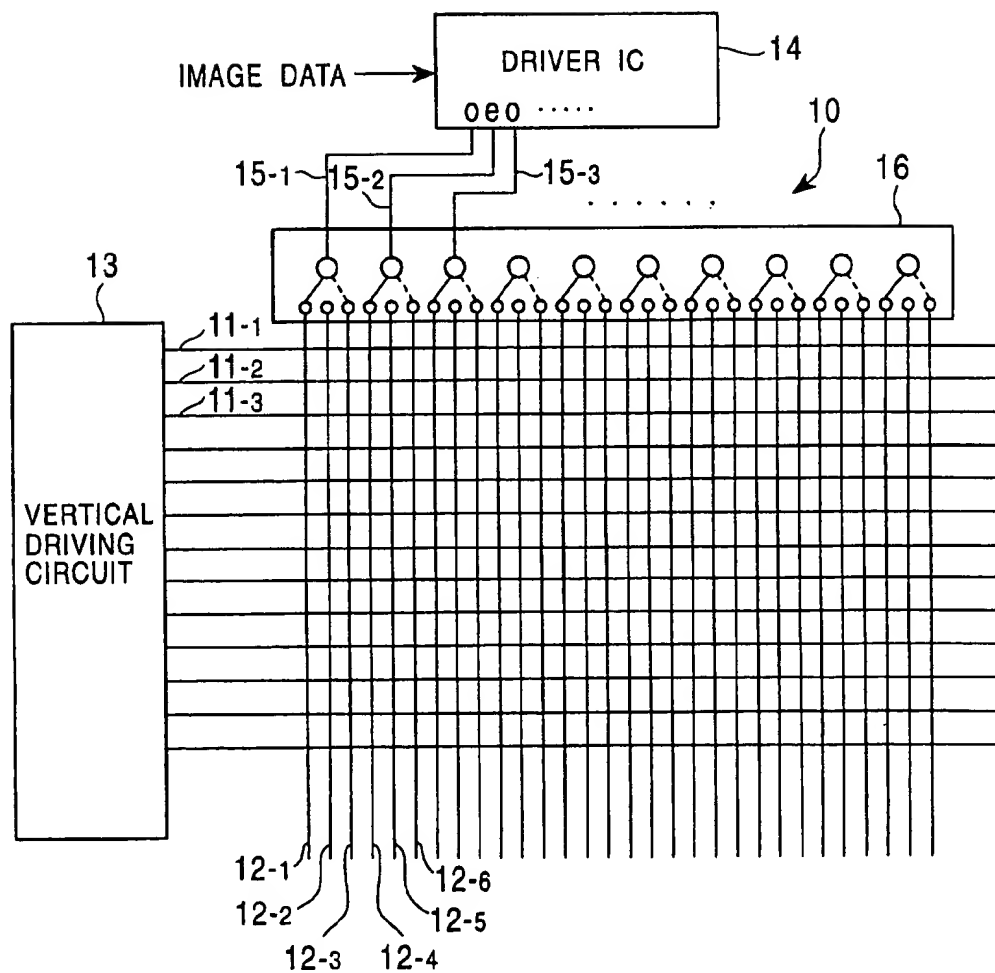 14
DRIVER IC
IMAGE DATA
o e o .....
10
15-1
15-2
15-3
. . . . . . .
16
13
11-1
11-2
11-3
VERTICAL
DRIVING
CIRCUIT
12-1
12-6
12-2
12-5
12-3
12-4